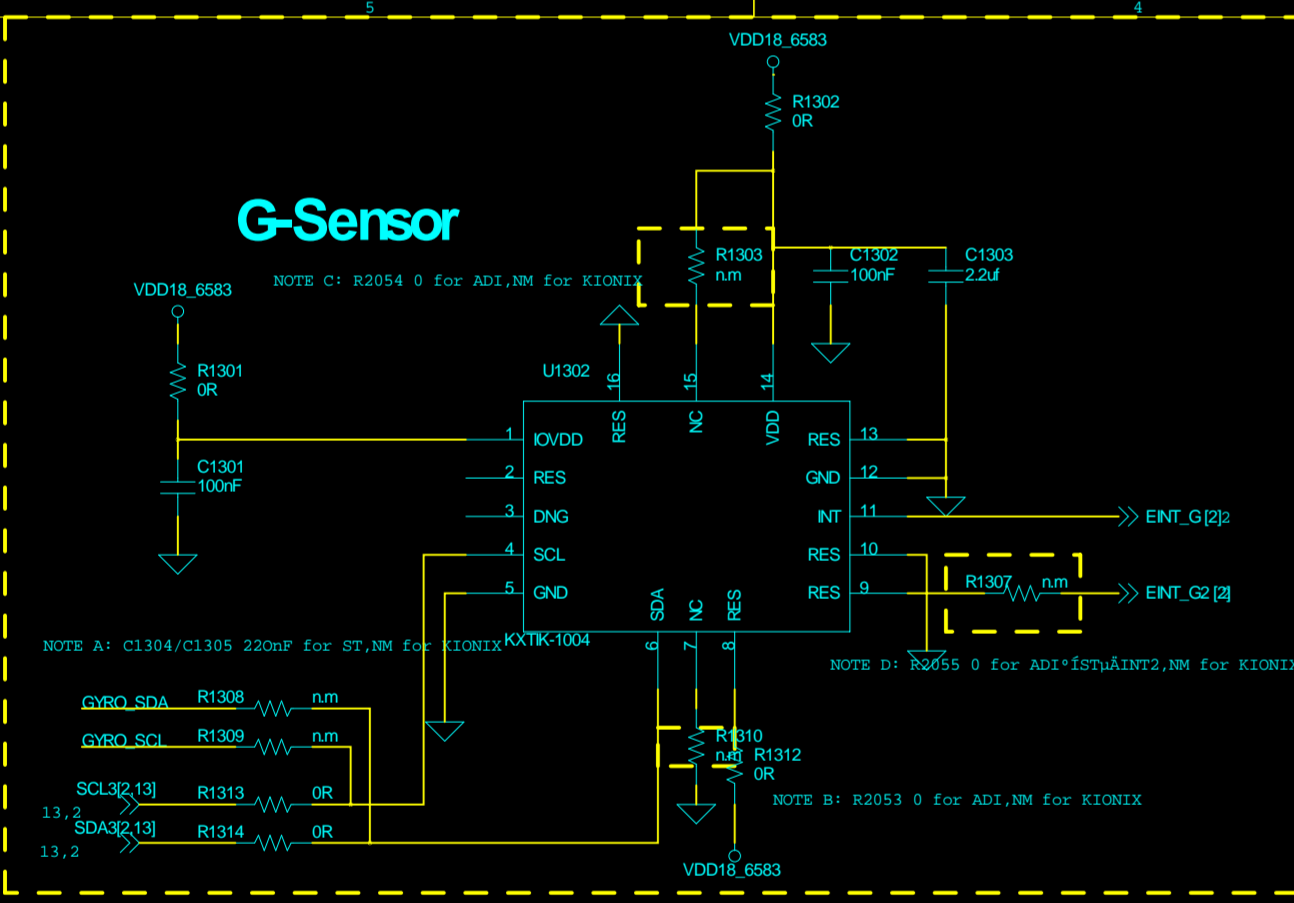 5
4
VDD18_6583
R1302
0R
G-Sensor
R1303
n.m
C1302
100nF
C1303
2.2uf
NOTE C: R2054 0 for ADI,NM for KIONIX
VDD18_6583
R1301
0R
U1302
16
15
14
RES
NC
VDD
1
IOVDD
RES
13
C1301
100nF
2
RES
GND
12
3
DNG
INT
11
EINT_G[2]2
4
SCL
RES
10
5
GND
RES
9
R1307
n.m
EINT_G2[2]
SDA
NC
RES
6
7
8
KXTIK-1004
NOTE A: C1304/C1305 220nF for ST,NM for KIONIX
NOTE D: R2055 0 for ADIºÍSTµÄINT2,NM for KIONIX
GYRO_SDA
R1308
n.m
GYRO_SCL
R1309
n.m
R1310
n.m
R1312
0R
SCL3[2,13]
R1313
0R
13,2
NOTE B: R2053 0 for ADI,NM for KIONIX
SDA3[2,13]
R1314
0R
13,2
VDD18_6583